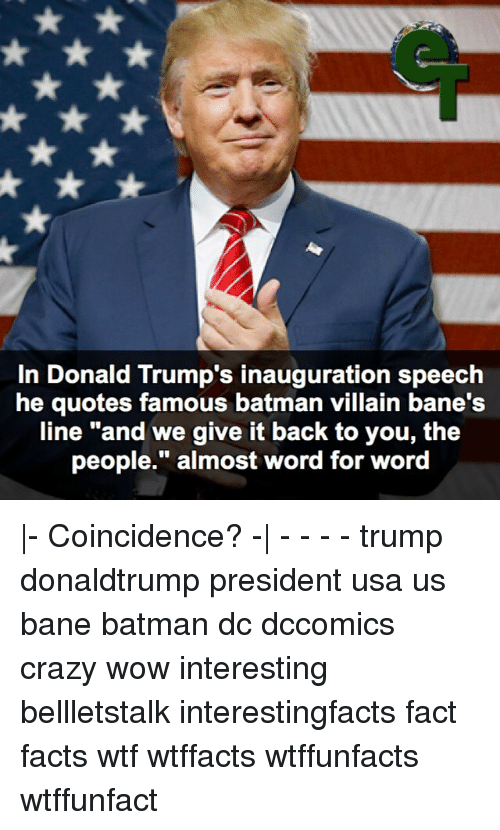 eT
In Donald Trump's inauguration speech
he quotes famous batman villain bane's
line "and we give it back to you, the
people." almost word for word
|- Coincidence? -| - - - - trump
donaldtrump president usa us
bane batman dc dccomics
crazy wow interesting
bellletstalk interestingfacts fact
facts wtf wtffacts wtffunfacts
wtffunfact